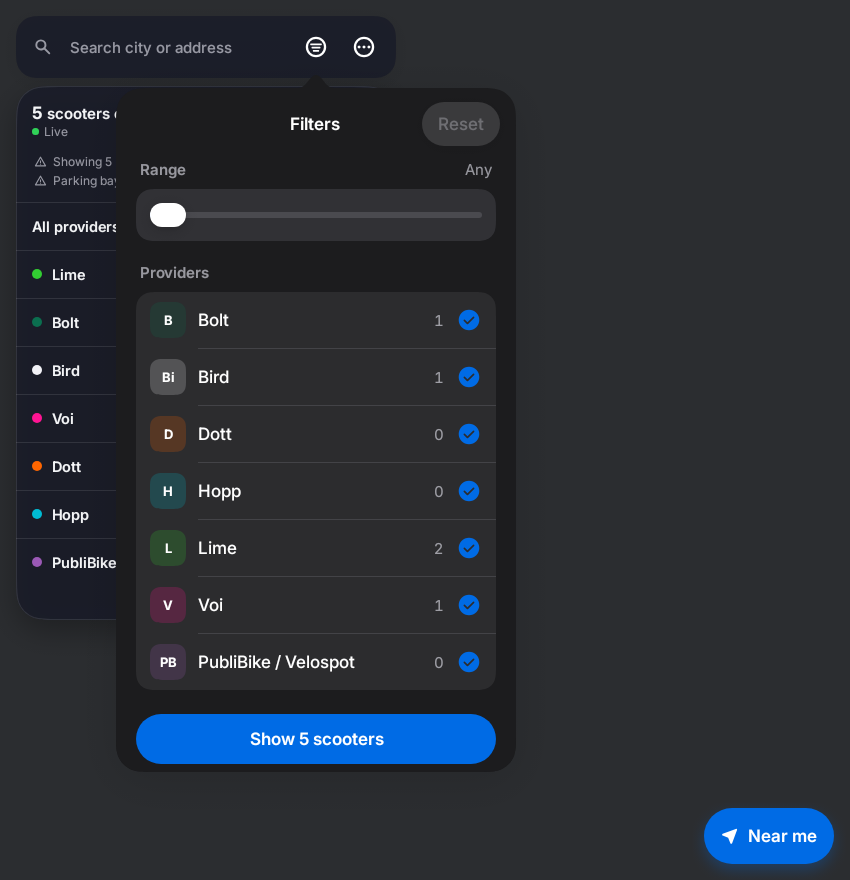 Search city or address
5 scooters
Live
Showing 5
Parking bay
All providers
Lime
Bolt
Bird
Voi
Dott
Hopp
PubliBike
Filters
Reset
Range
Any
Providers
B Bolt 1
Bi Bird 1
D Dott 0
H Hopp 0
L Lime 2
V Voi 1
PB PubliBike / Velospot 0
Show 5 scooters
Near me